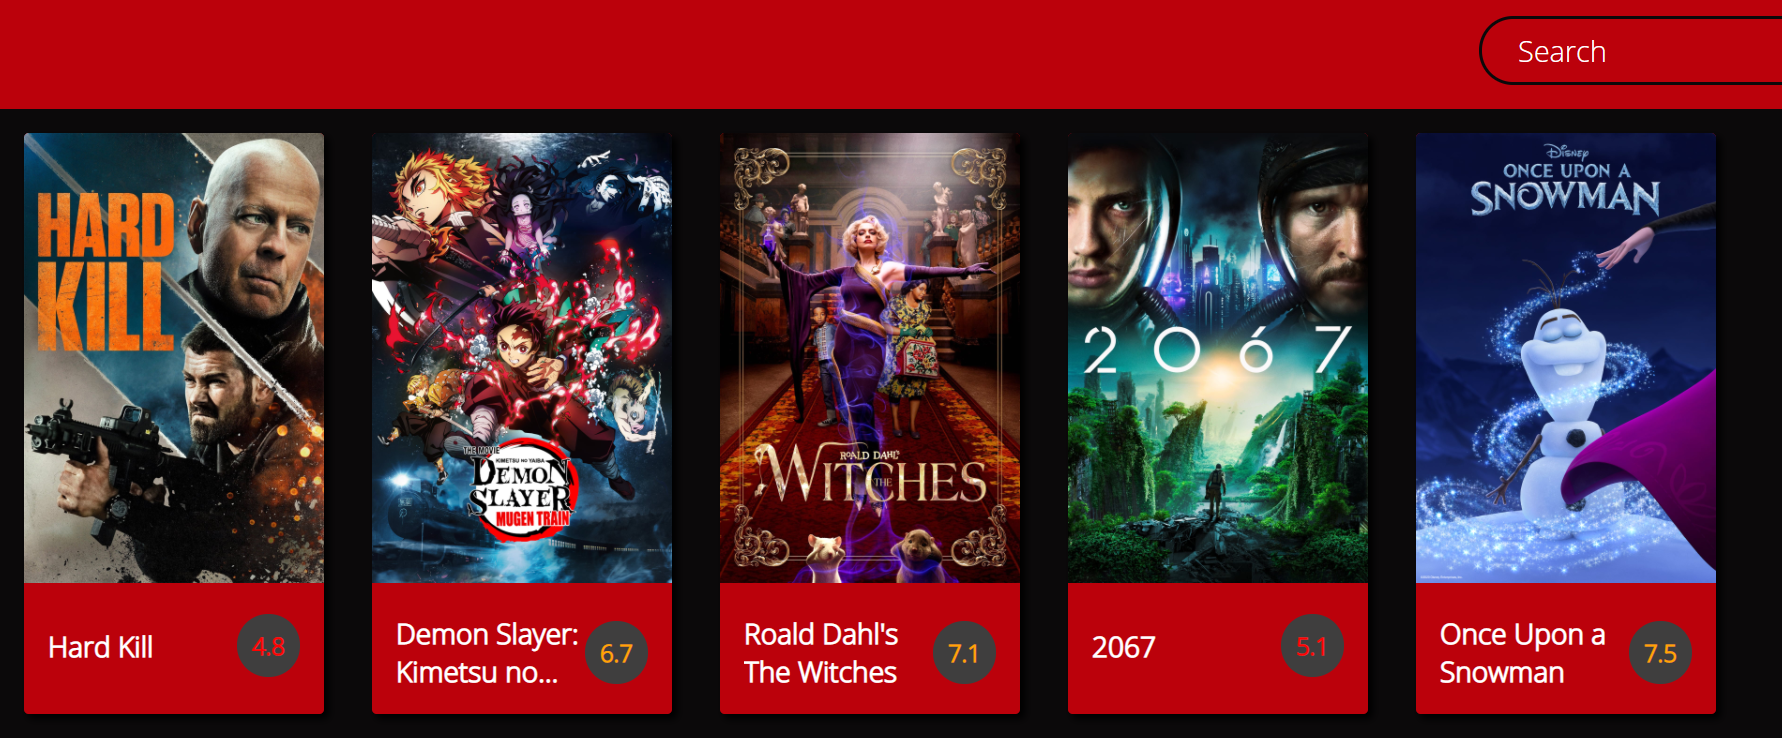 Search
HARD
KILL
THE MOVIE
KIMETSU NO YAIBA
DEMON
SLAYER
MUGEN TRAIN
ROALD DAHL'S
THE WITCHES
2067
Disney
ONCE UPON A
SNOWMAN
Hard Kill
4.8
Demon Slayer:
Kimetsu no...
6.7
Roald Dahl's
The Witches
7.1
2067
5.1
Once Upon a
Snowman
7.5